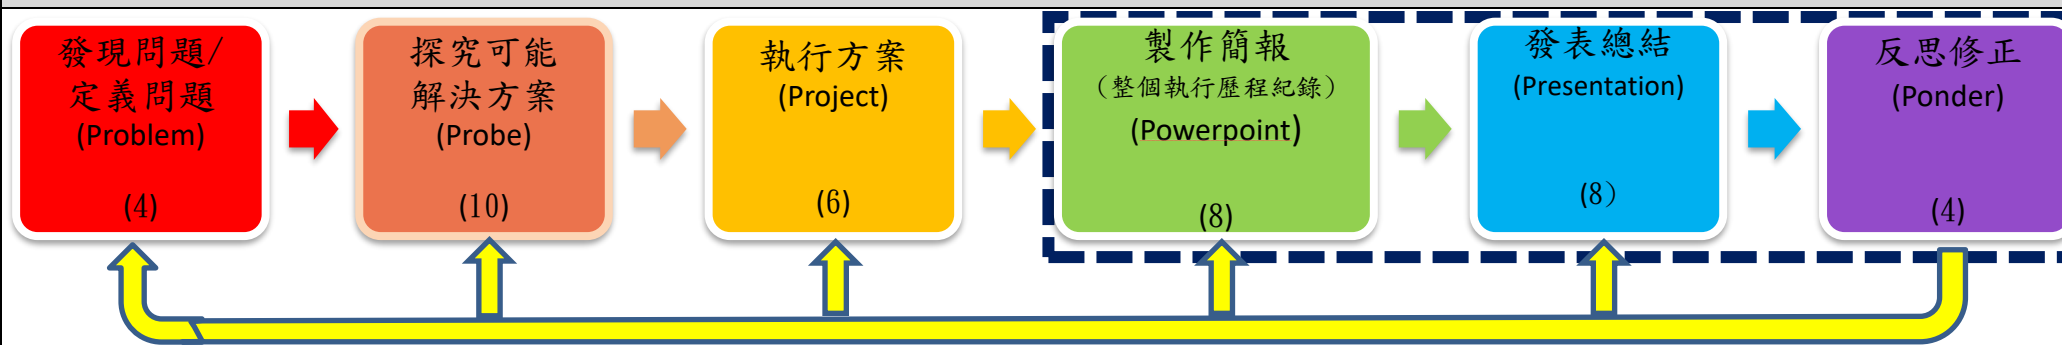 發現問題/
定義問題
(Problem)
(4)
探究可能
解決方案
(Probe)
(10)
執行方案
(Project)
(6)
製作簡報
(整個執行歷程紀錄)
(Powerpoint)
(8)
發表總結
(Presentation)
(8)
反思修正
(Ponder)
(4)